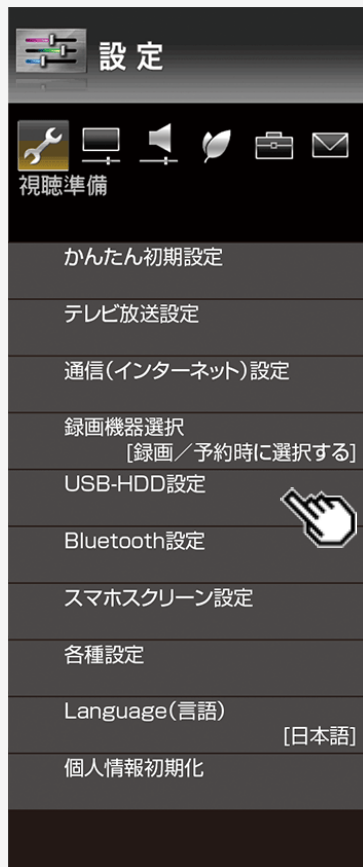 設定
視聴準備
かんたん初期設定
テレビ放送設定
通信(インターネット)設定
録画機器選択
[録画／予約時に選択する]
USB-HDD設定
Bluetooth設定
スマホスクリーン設定
各種設定
Language(言語)
[日本語]
個人情報初期化